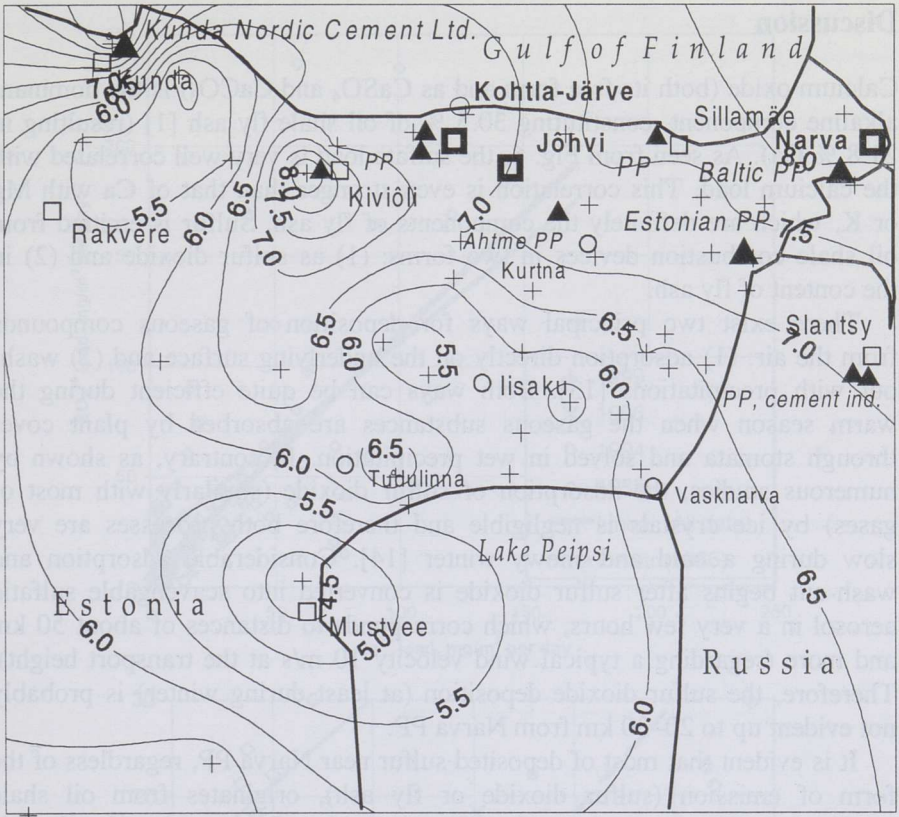 Kunda Nordic Cement Ltd.
Gulf of Finland
Kunda
8.0
Kohtla-Järve
Sillamäe
Narva
Jõhvi
PP
PP
8.0
Baltic PP
8.4
Kiviõli
Rakvere
5.5
6.0
6.5
7.0
7.5
7.0
Ahtme PP
Estonian PP
7.5
Kurtna
Slantsy
6.5
6.0
5.5
6.5
6.0
7.0
Iisaku
PP, cement ind.
6.0
6.5
Tudulinna
5.5
Vasknarva
Lake Peipsi
6.5
Estonia
4.5
Mustvee
5.0
6.0
Russia
5.5
6.0